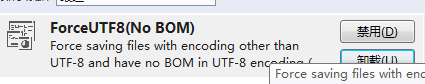 ForceUTF8(No BOM)
禁用(D)
Force saving files with encoding other than
UTF-8 and have no BOM in UTF-8 encoding (
卸载(U)
Force saving files with enc